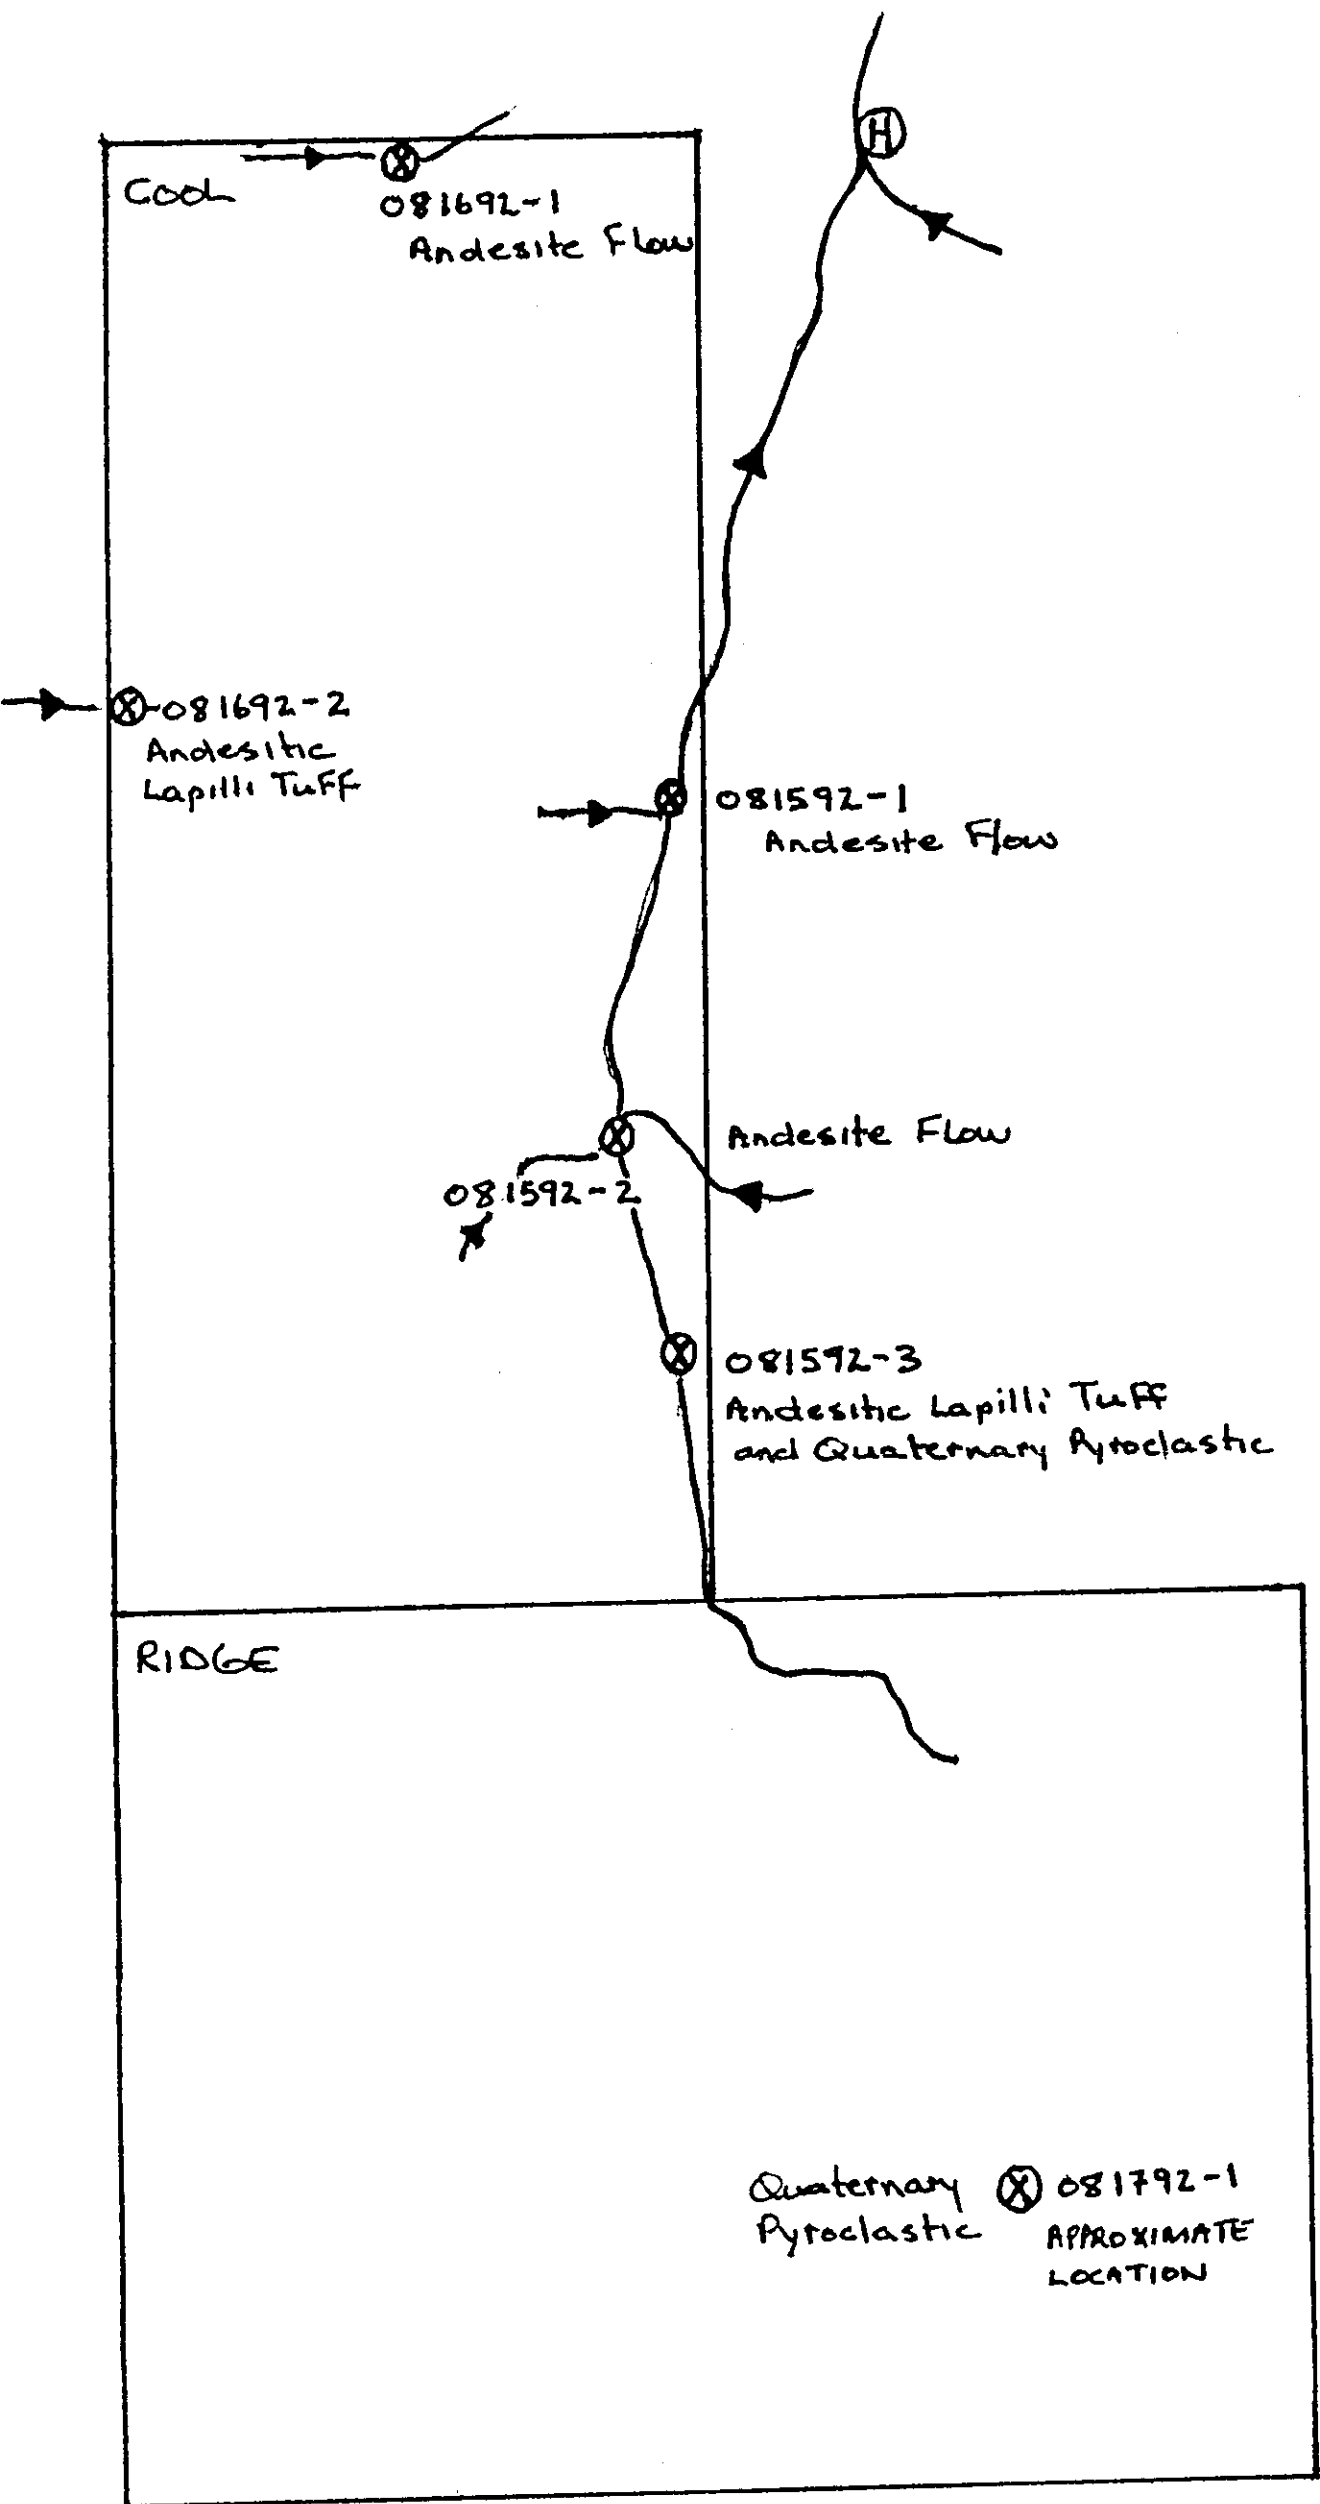 H
COOL
081692-1
Andesite Flow
081692-2
Andesitic
Lapilli Tuff
081592-1
Andesite Flow
Andesite Flow
081592-2
081592-3
Andesitic Lapilli Tuff
and Quaternary Pyroclastic
RIDGE
Quaternary
Pyroclastic
081792-1
APPROXIMATE
LOCATION